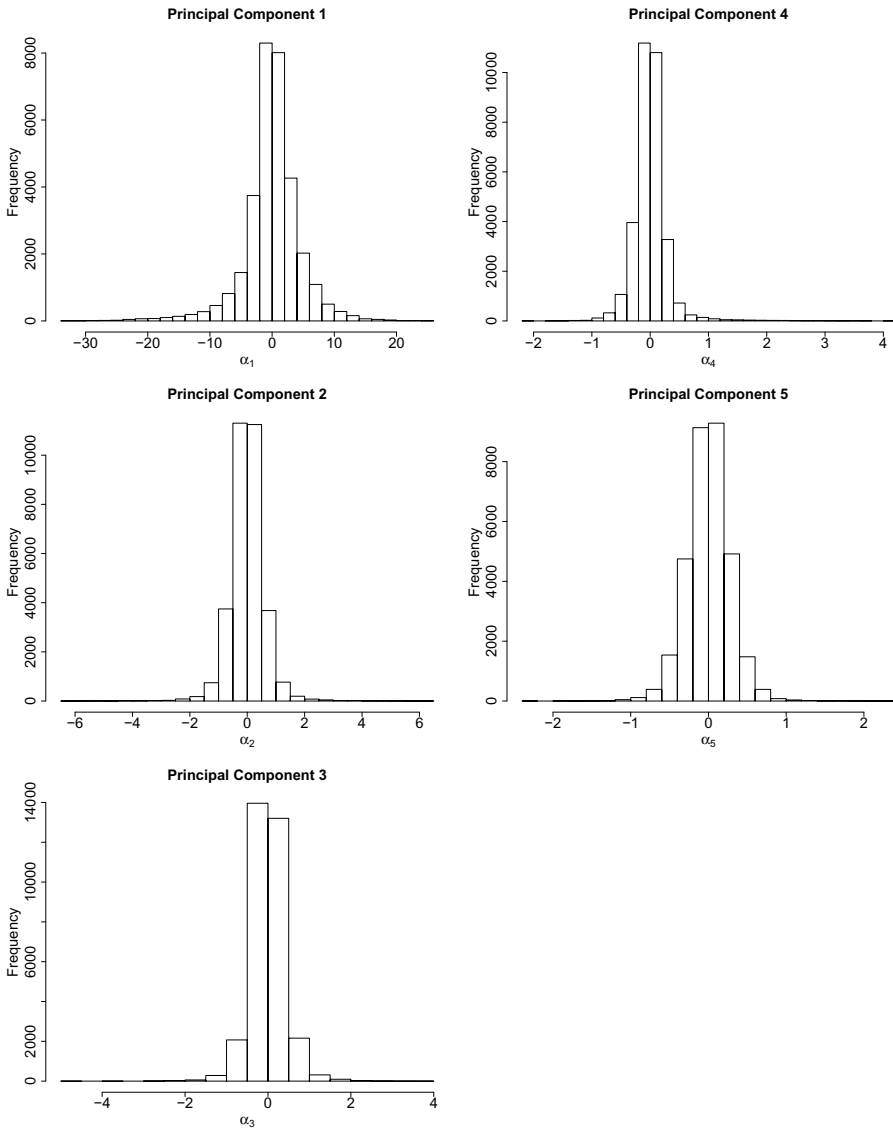 Principal Component 1
Frequency
0 2000 4000 6000 8000
−30 −20 −10 0 10 20
α1
Principal Component 4
Frequency
0 2000 4000 6000 8000 10000
−2 −1 0 1 2 3 4
α4
Principal Component 2
Frequency
0 2000 4000 6000 8000 10000
−6 −4 −2 0 2 4 6
α2
Principal Component 5
Frequency
0 2000 4000 6000 8000
−2 −1 0 1 2
α5
Principal Component 3
Frequency
0 2000 6000 10000 14000
−4 −2 0 2 4
α3